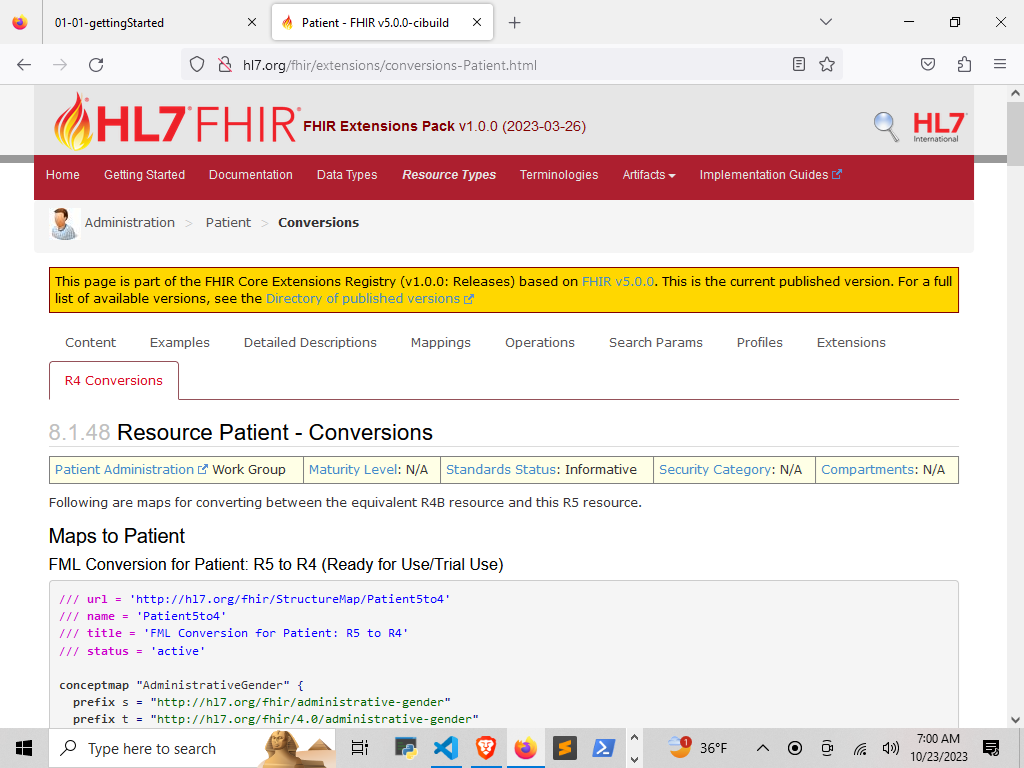 01-01-gettingStarted
Patient - FHIR v5.0.0-cibuild
hl7.org/fhir/extensions/conversions-Patient.html
HL7 FHIR FHIR Extensions Pack v1.0.0 (2023-03-26)
HL7
International
Home Getting Started Documentation Data Types Resource Types Terminologies Artifacts Implementation Guides
Administration > Patient > Conversions
This page is part of the FHIR Core Extensions Registry (v1.0.0: Releases) based on FHIR v5.0.0. This is the current published version. For a full
list of available versions, see the Directory of published versions
Content Examples Detailed Descriptions Mappings Operations Search Params Profiles Extensions
R4 Conversions
8.1.48 Resource Patient - Conversions
Patient Administration Work Group Maturity Level: N/A Standards Status: Informative Security Category: N/A Compartments: N/A
Following are maps for converting between the equivalent R4B resource and this R5 resource.
Maps to Patient
FML Conversion for Patient: R5 to R4 (Ready for Use/Trial Use)
/// url = 'http://hl7.org/fhir/StructureMap/Patient5to4'
/// name = 'Patient5to4'
/// title = 'FML Conversion for Patient: R5 to R4'
/// status = 'active'
conceptmap "AdministrativeGender" {
prefix s = "http://hl7.org/fhir/administrative-gender"
prefix t = "http://hl7.org/fhir/4.0/administrative-gender"
Type here to search
1
36°F
7:00 AM
10/23/2023